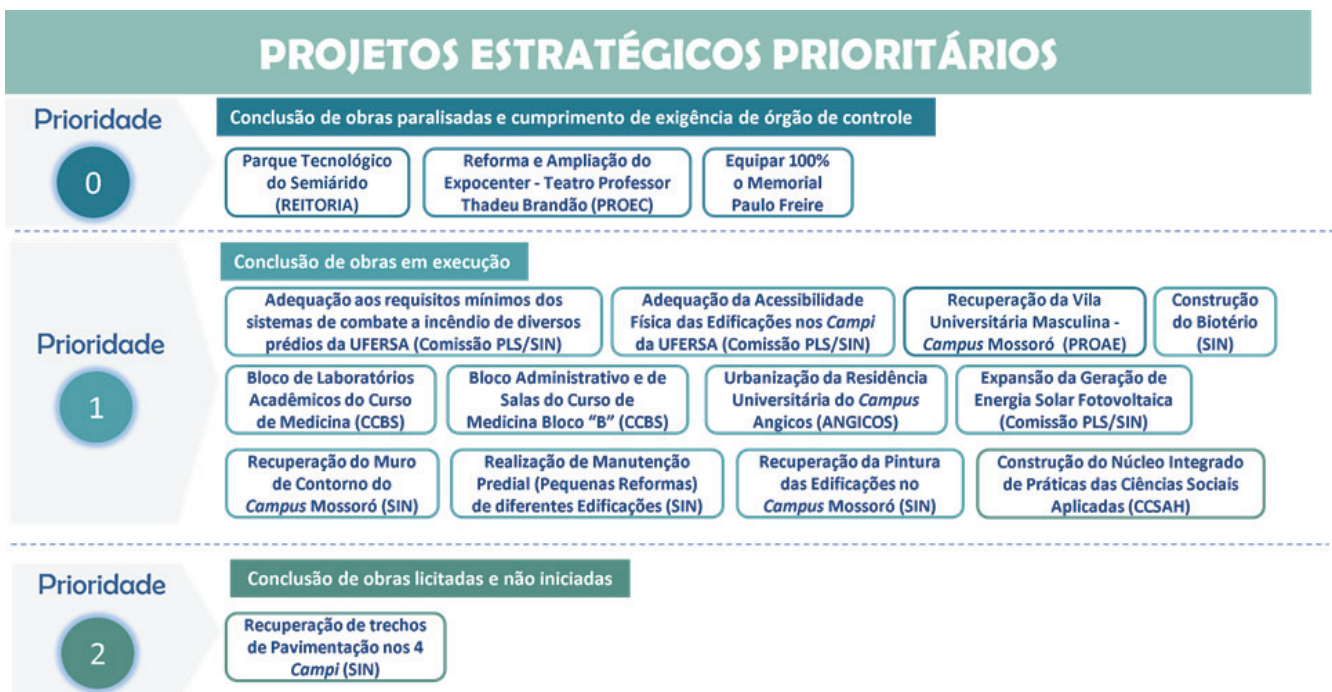 PROJETOS ESTRATÉGICOS PRIORITÁRIOS
Prioridade
0
Conclusão de obras paralisadas e cumprimento de exigência de órgão de controle
Parque Tecnológico
do Semiárido
(REITORIA)
Reforma e Ampliação do
Expocenter - Teatro Professor
Thadeu Brandão (PROEC)
Equipar 100%
o Memorial
Paulo Freire
Prioridade
1
Conclusão de obras em execução
Adequação aos requisitos mínimos dos
sistemas de combate a incêndio de diversos
prédios da UFERSA (Comissão PLS/SIN)
Adequação da Acessibilidade
Física das Edificações nos Campi
da UFERSA (Comissão PLS/SIN)
Recuperação da Vila
Universitária Masculina -
Campus Mossoró (PROAE)
Construção
do Biotério
(SIN)
Bloco de Laboratórios
Acadêmicos do Curso
de Medicina (CCBS)
Bloco Administrativo e de
Salas do Curso de
Medicina Bloco "B" (CCBS)
Urbanização da Residência
Universitária do Campus
Angicos (ANGICOS)
Expansão da Geração de
Energia Solar Fotovoltaica
(Comissão PLS/SIN)
Recuperação do Muro
de Contorno do
Campus Mossoró (SIN)
Realização de Manutenção
Predial (Pequenas Reformas)
de diferentes Edificações (SIN)
Recuperação da Pintura
das Edificações no
Campus Mossoró (SIN)
Construção do Núcleo Integrado
de Práticas das Ciências Sociais
Aplicadas (CCSAH)
Prioridade
2
Conclusão de obras licitadas e não iniciadas
Recuperação de trechos
de Pavimentação nos 4
Campi (SIN)